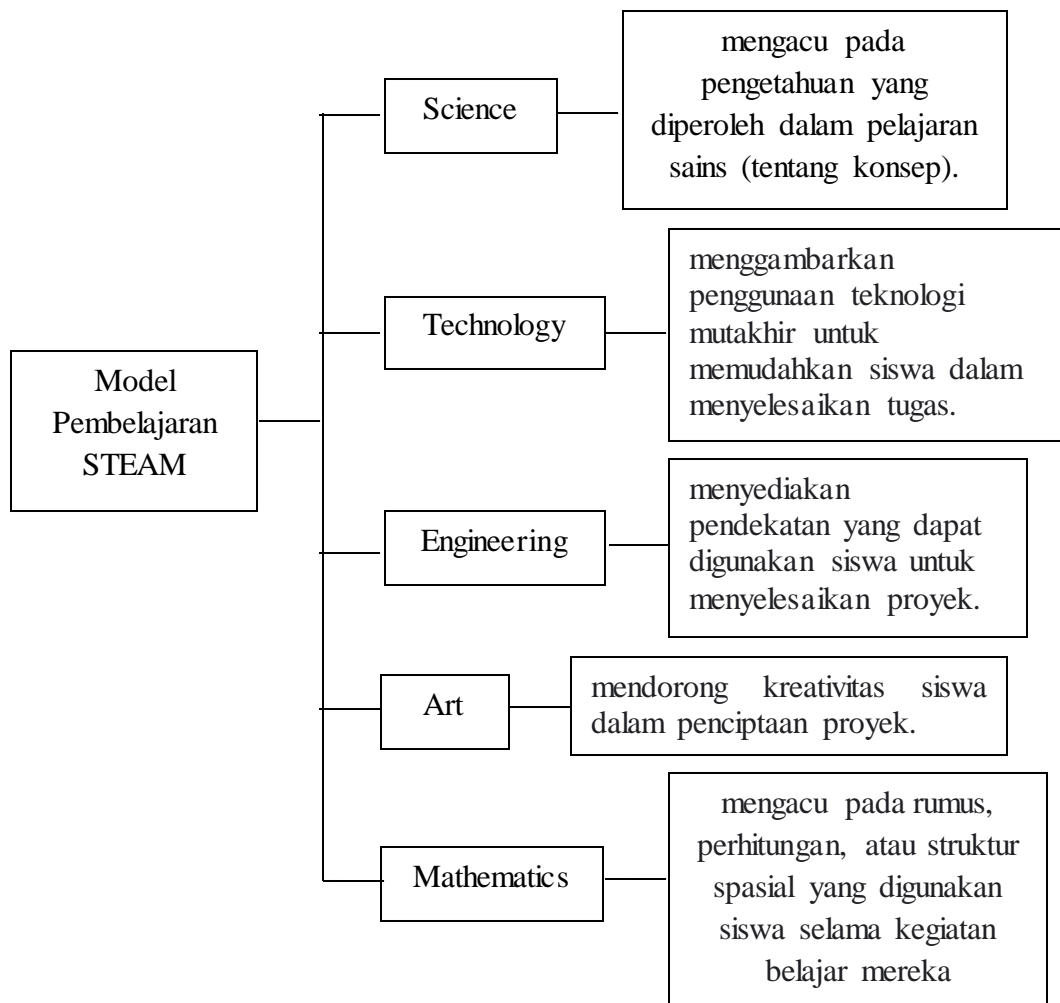 Model
Pembelajaran
STEAM
Science
mengacu pada
pengetahuan yang
diperoleh dalam pelajaran
sains (tentang konsep).
Technology
menggambarkan
penggunaan teknologi
mutakhir untuk
memudahkan siswa dalam
menyelesaikan tugas.
Engineering
menyediakan
pendekatan yang dapat
digunakan siswa untuk
menyelesaikan proyek.
Art
mendorong kreativitas siswa
dalam penciptaan proyek.
Mathematics
mengacu pada rumus,
perhitungan, atau struktur
spasial yang digunakan
siswa selama kegiatan
belajar mereka